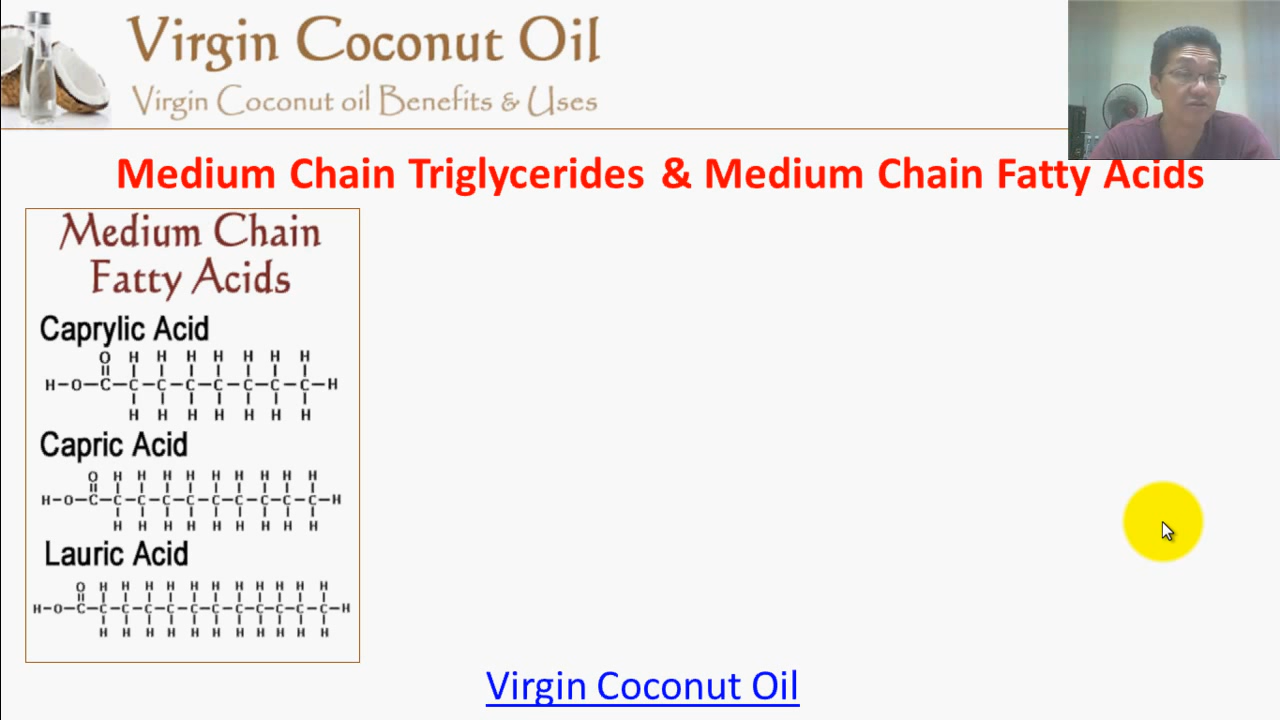 Virgin Coconut Oil
Virgin Coconut oil Benefits & Uses
Medium Chain Triglycerides & Medium Chain Fatty Acids
Medium Chain
Fatty Acids
Caprylic Acid
O H H H H H H H
H-O-C-C-C-C-C-C-C-C-H
H H H H H H H
Capric Acid
O H H H H H H H H H
H-O-C-C-C-C-C-C-C-C-C-C-H
H H H H H H H H H
Lauric Acid
O H H H H H H H H H H H
H-O-C-C-C-C-C-C-C-C-C-C-C-C-H
H H H H H H H H H H H
Virgin Coconut Oil